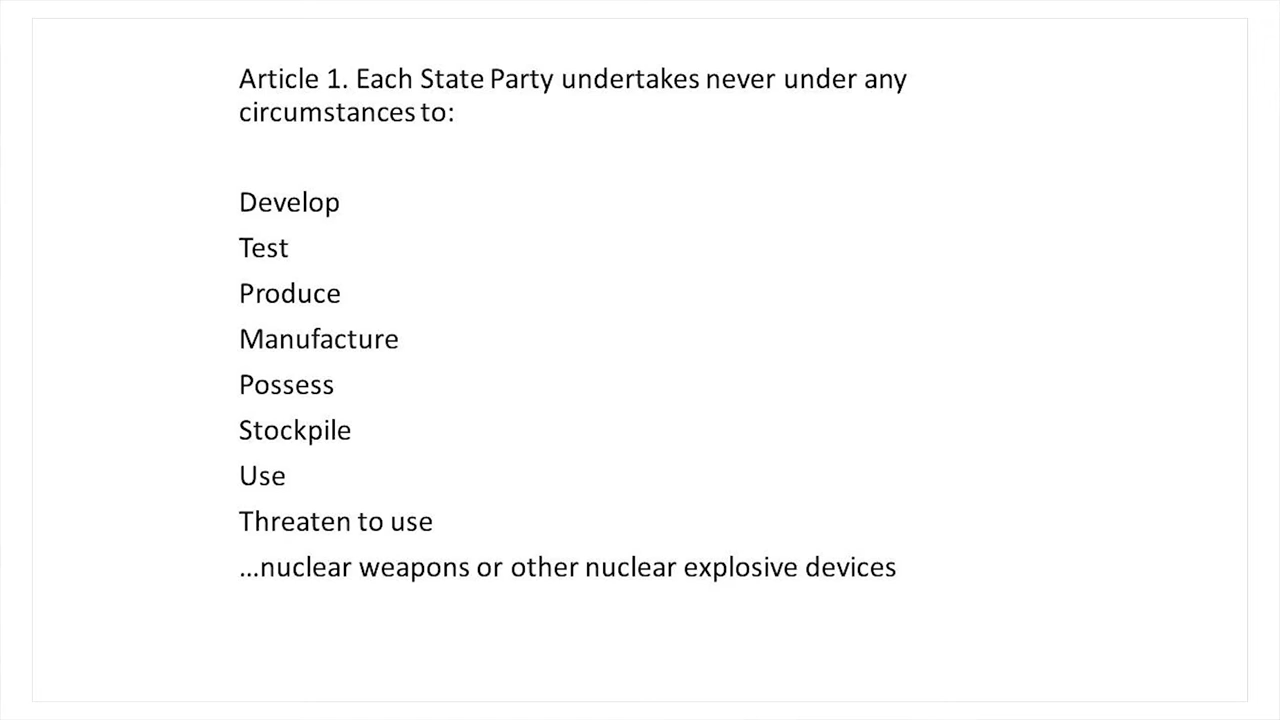 Article 1. Each State Party undertakes never under any
circumstances to:
Develop
Test
Produce
Manufacture
Possess
Stockpile
Use
Threaten to use
…nuclear weapons or other nuclear explosive devices